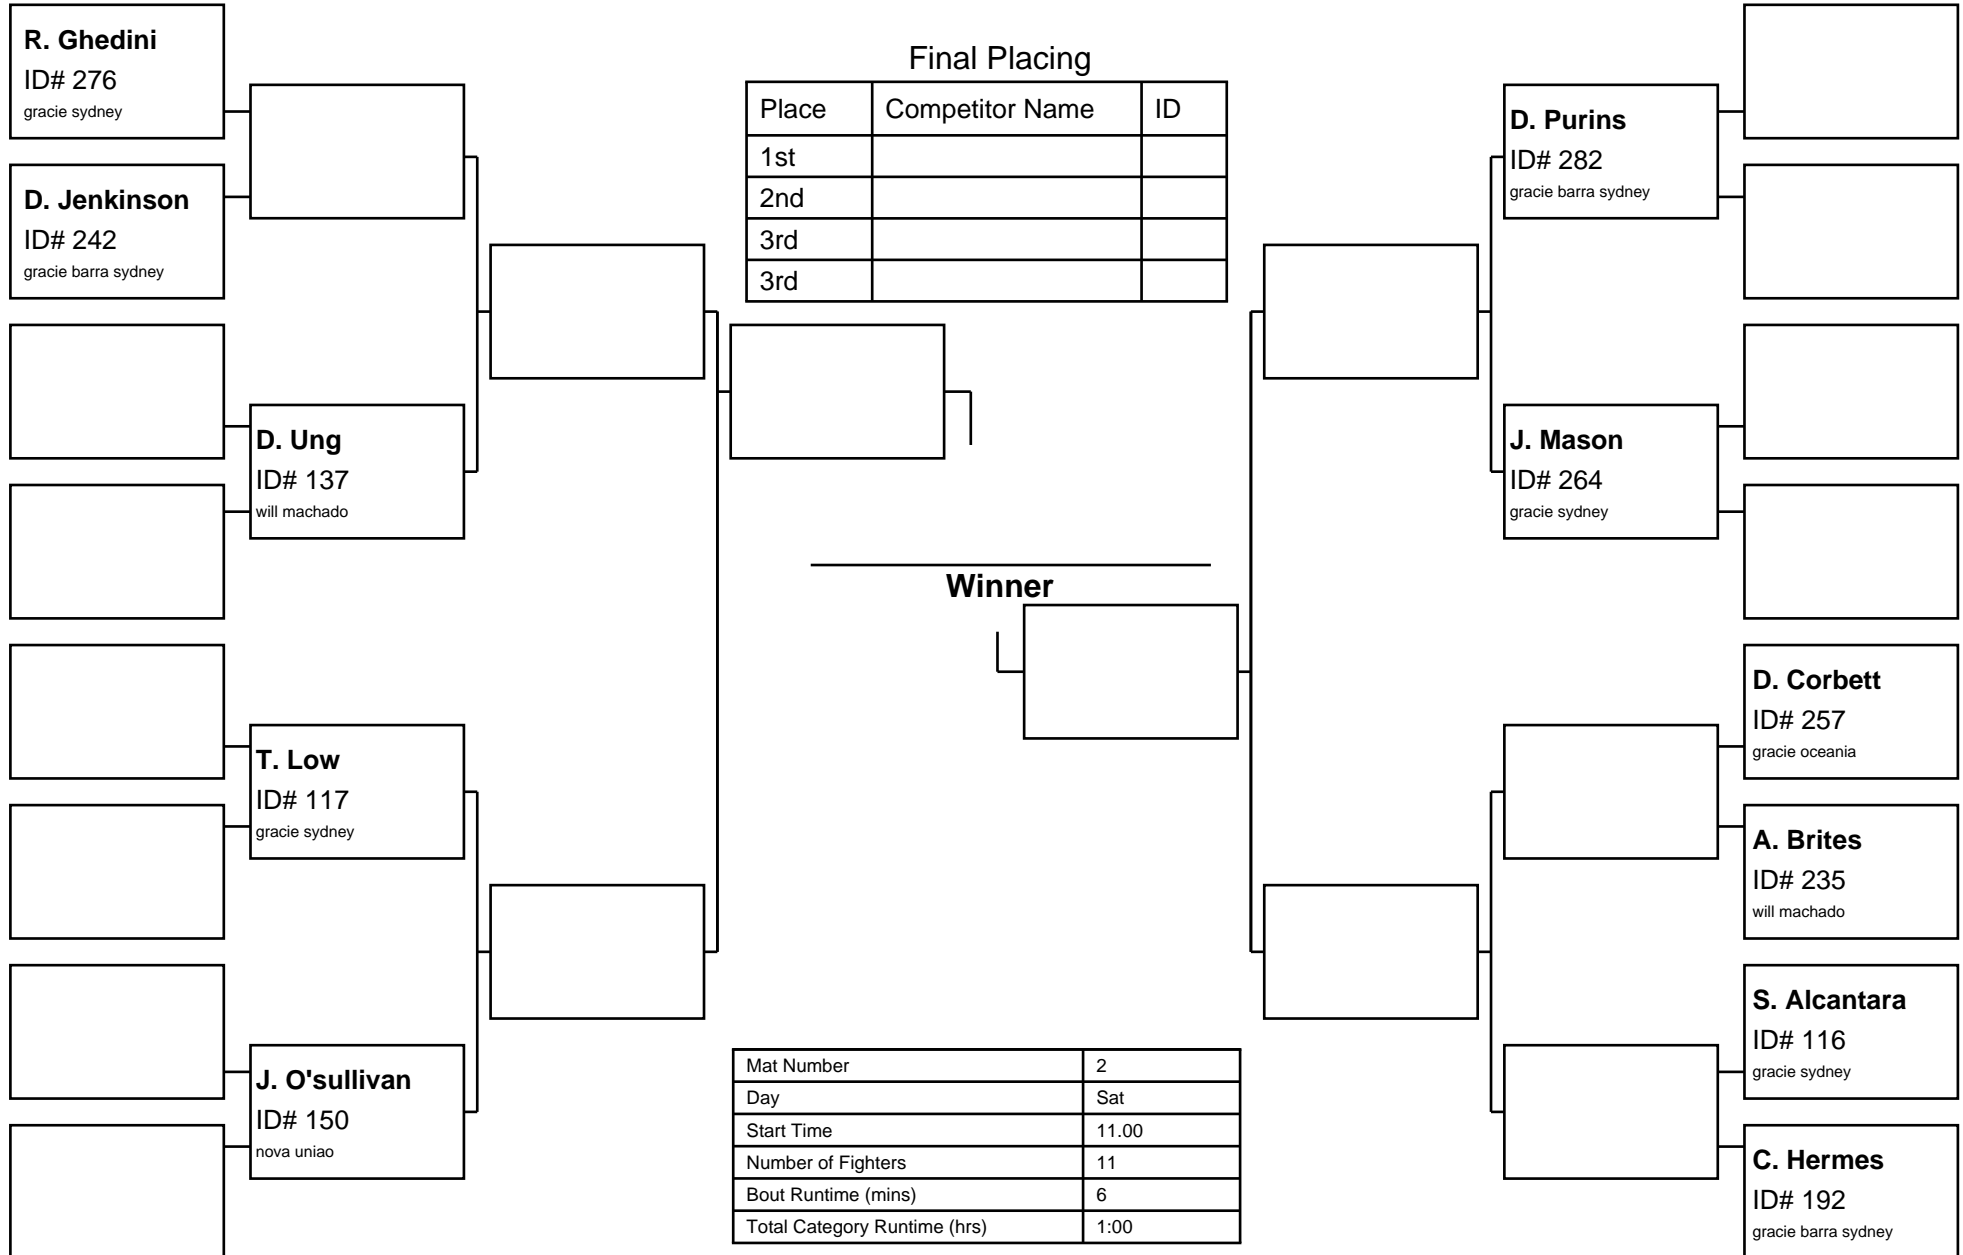 R. Ghedini
ID# 276
gracie sydney
D. Jenkinson
ID# 242
gracie barra sydney
D. Ung
ID# 137
will machado
T. Low
ID# 117
gracie sydney
J. O'sullivan
ID# 150
nova uniao
Final Placing
Place Competitor Name ID
1st
2nd
3rd
3rd
Winner
Mat Number 2
Day Sat
Start Time 11.00
Number of Fighters 11
Bout Runtime (mins) 6
Total Category Runtime (hrs) 1:00
D. Purins
ID# 282
gracie barra sydney
J. Mason
ID# 264
gracie sydney
D. Corbett
ID# 257
gracie oceania
A. Brites
ID# 235
will machado
S. Alcantara
ID# 116
gracie sydney
C. Hermes
ID# 192
gracie barra sydney